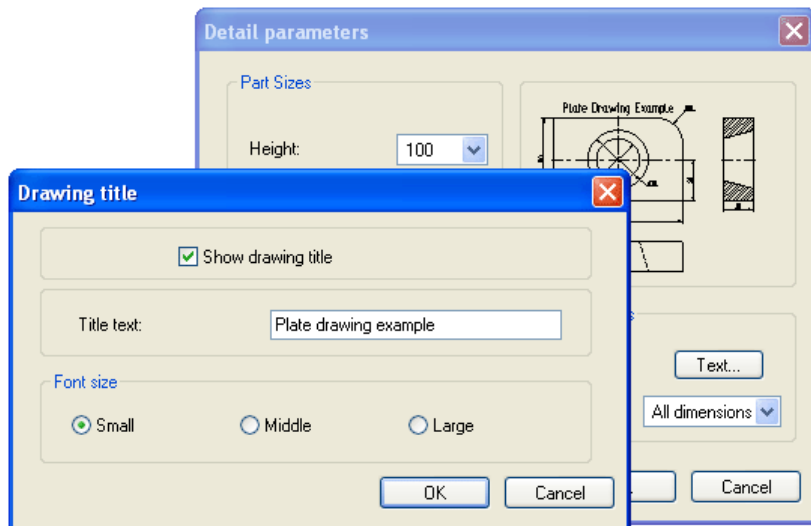 Detail parameters
Part Sizes
Height:
100
Plate Drawing Example
Drawing title
Show drawing title
Title text:
Plate drawing example
Font size
Small
Middle
Large
OK
Cancel
Text...
All dimensions
Cancel